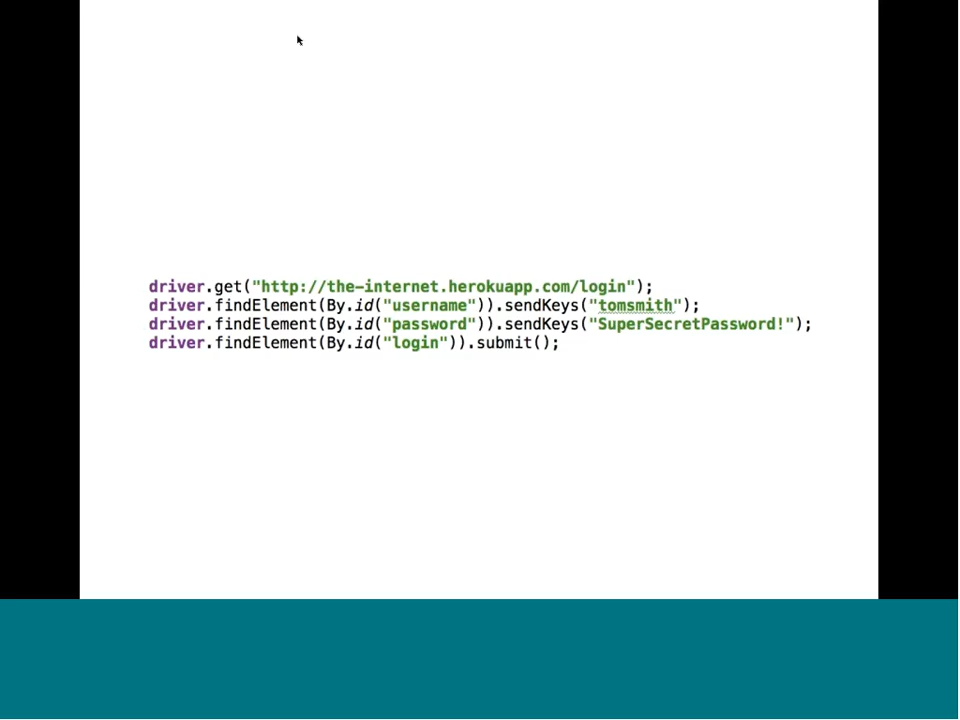 driver.get("http://the-internet.herokuapp.com/login");
driver.findElement(By.id("username")).sendKeys("tomsmith");
driver.findElement(By.id("password")).sendKeys("SuperSecretPassword!");
driver.findElement(By.id("login")).submit();